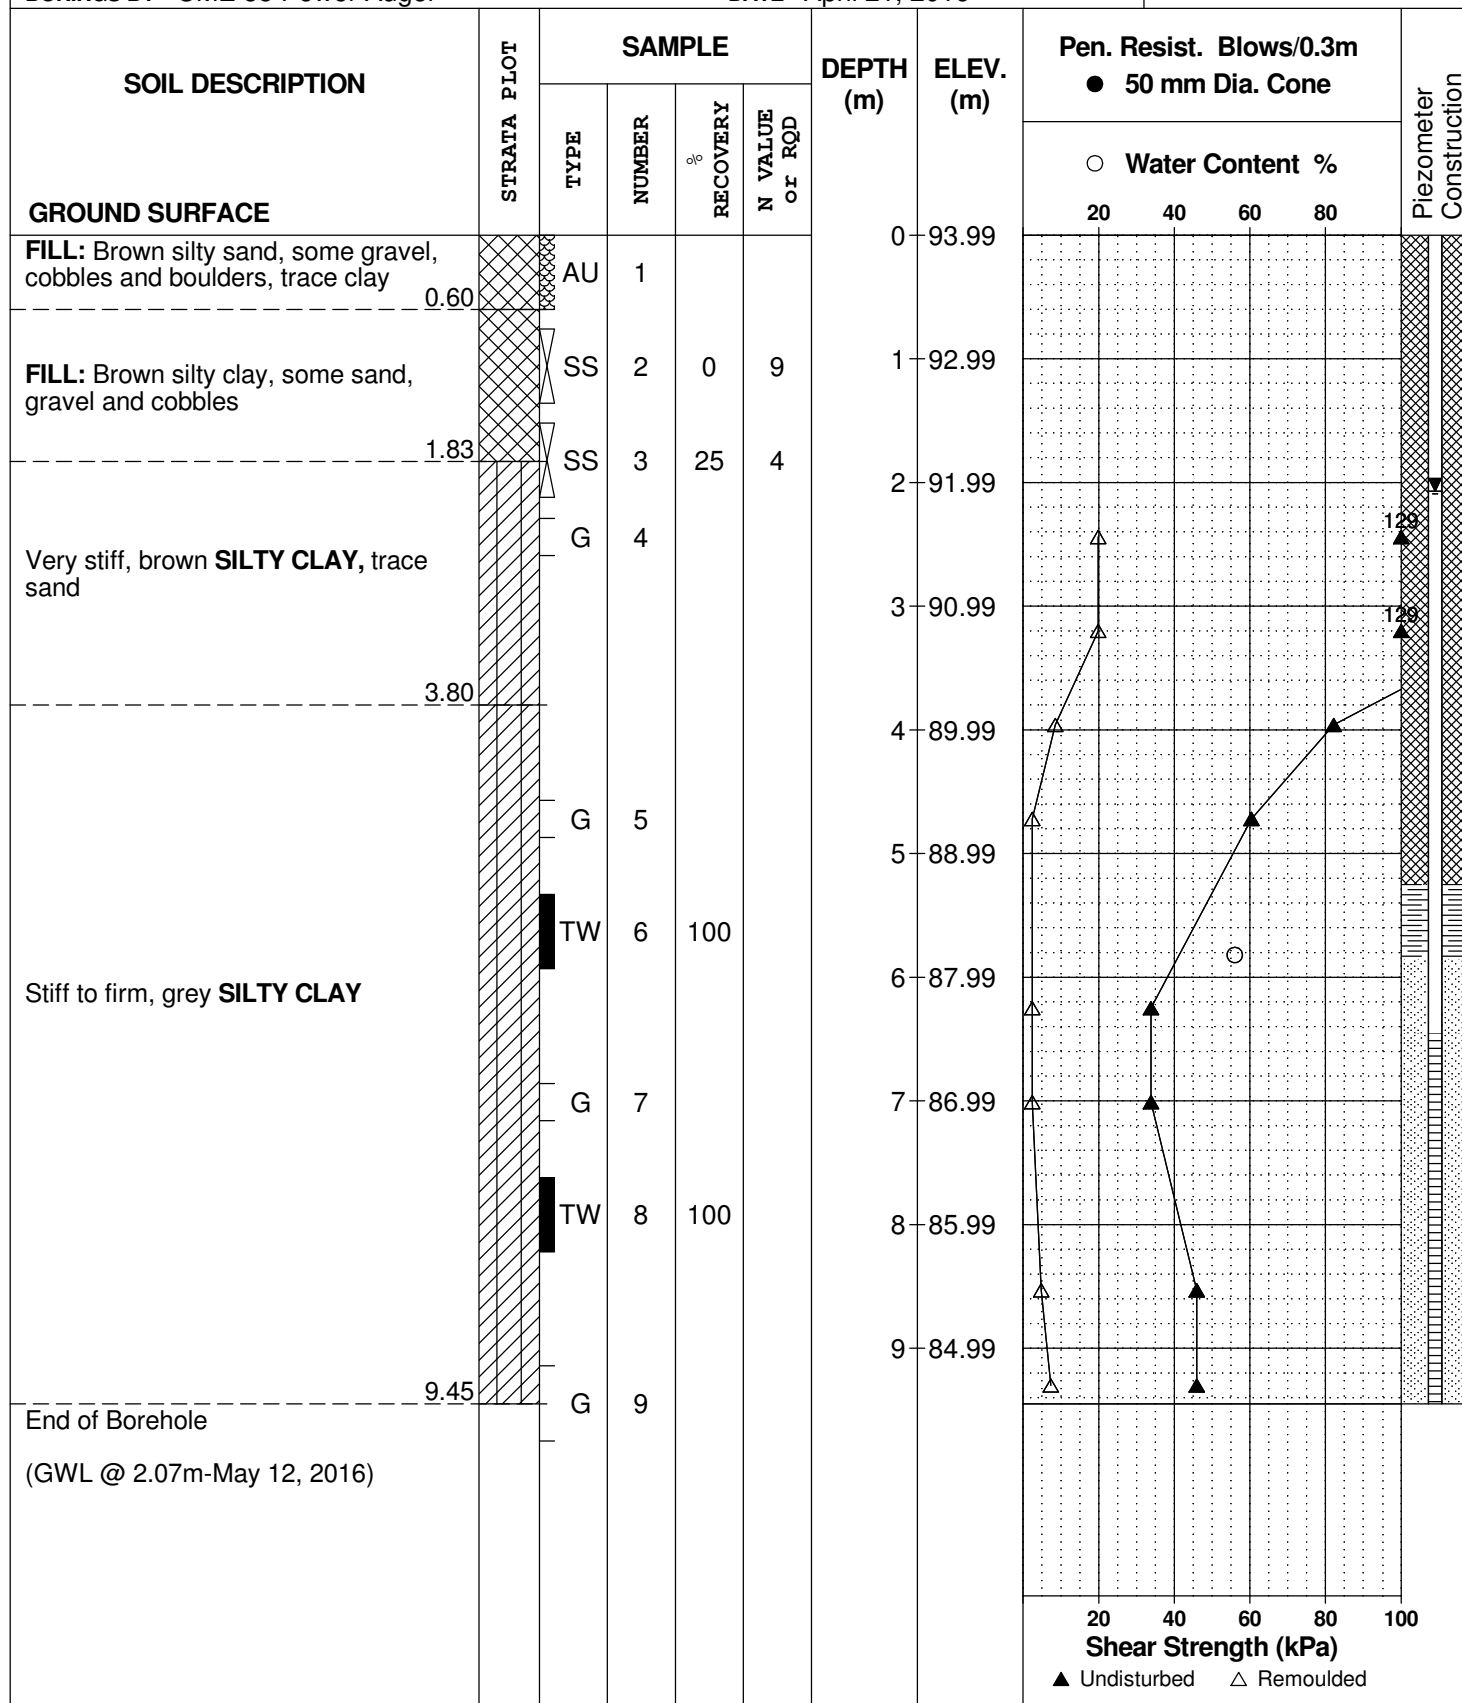 SOIL DESCRIPTION
GROUND SURFACE
STRATA PLOT
SAMPLE
TYPE
NUMBER
% RECOVERY
N VALUE or RQD
DEPTH (m)
ELEV. (m)
Pen. Resist. Blows/0.3m
● 50 mm Dia. Cone
○ Water Content %
20 40 60 80
Piezometer Construction
0 93.99
FILL: Brown silty sand, some gravel,
cobbles and boulders, trace clay
0.60
AU 1
FILL: Brown silty clay, some sand,
gravel and cobbles
1.83
SS 2 0 9
1 92.99
SS 3 25 4
2 91.99
129
G 4
Very stiff, brown SILTY CLAY, trace
sand
3 90.99
129
3.80
4 89.99
G 5
5 88.99
TW 6 100
6 87.99
Stiff to firm, grey SILTY CLAY
G 7
7 86.99
TW 8 100
8 85.99
9 84.99
9.45
G 9
End of Borehole
(GWL @ 2.07m-May 12, 2016)
20 40 60 80 100
Shear Strength (kPa)
▲ Undisturbed △ Remoulded